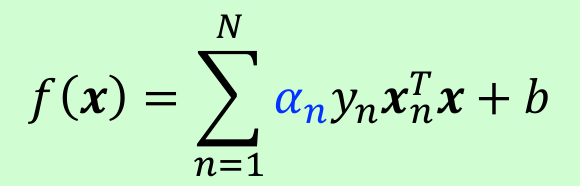 f(x) = ∑_{n=1}^{N} α_n y_n x_n^T x + b